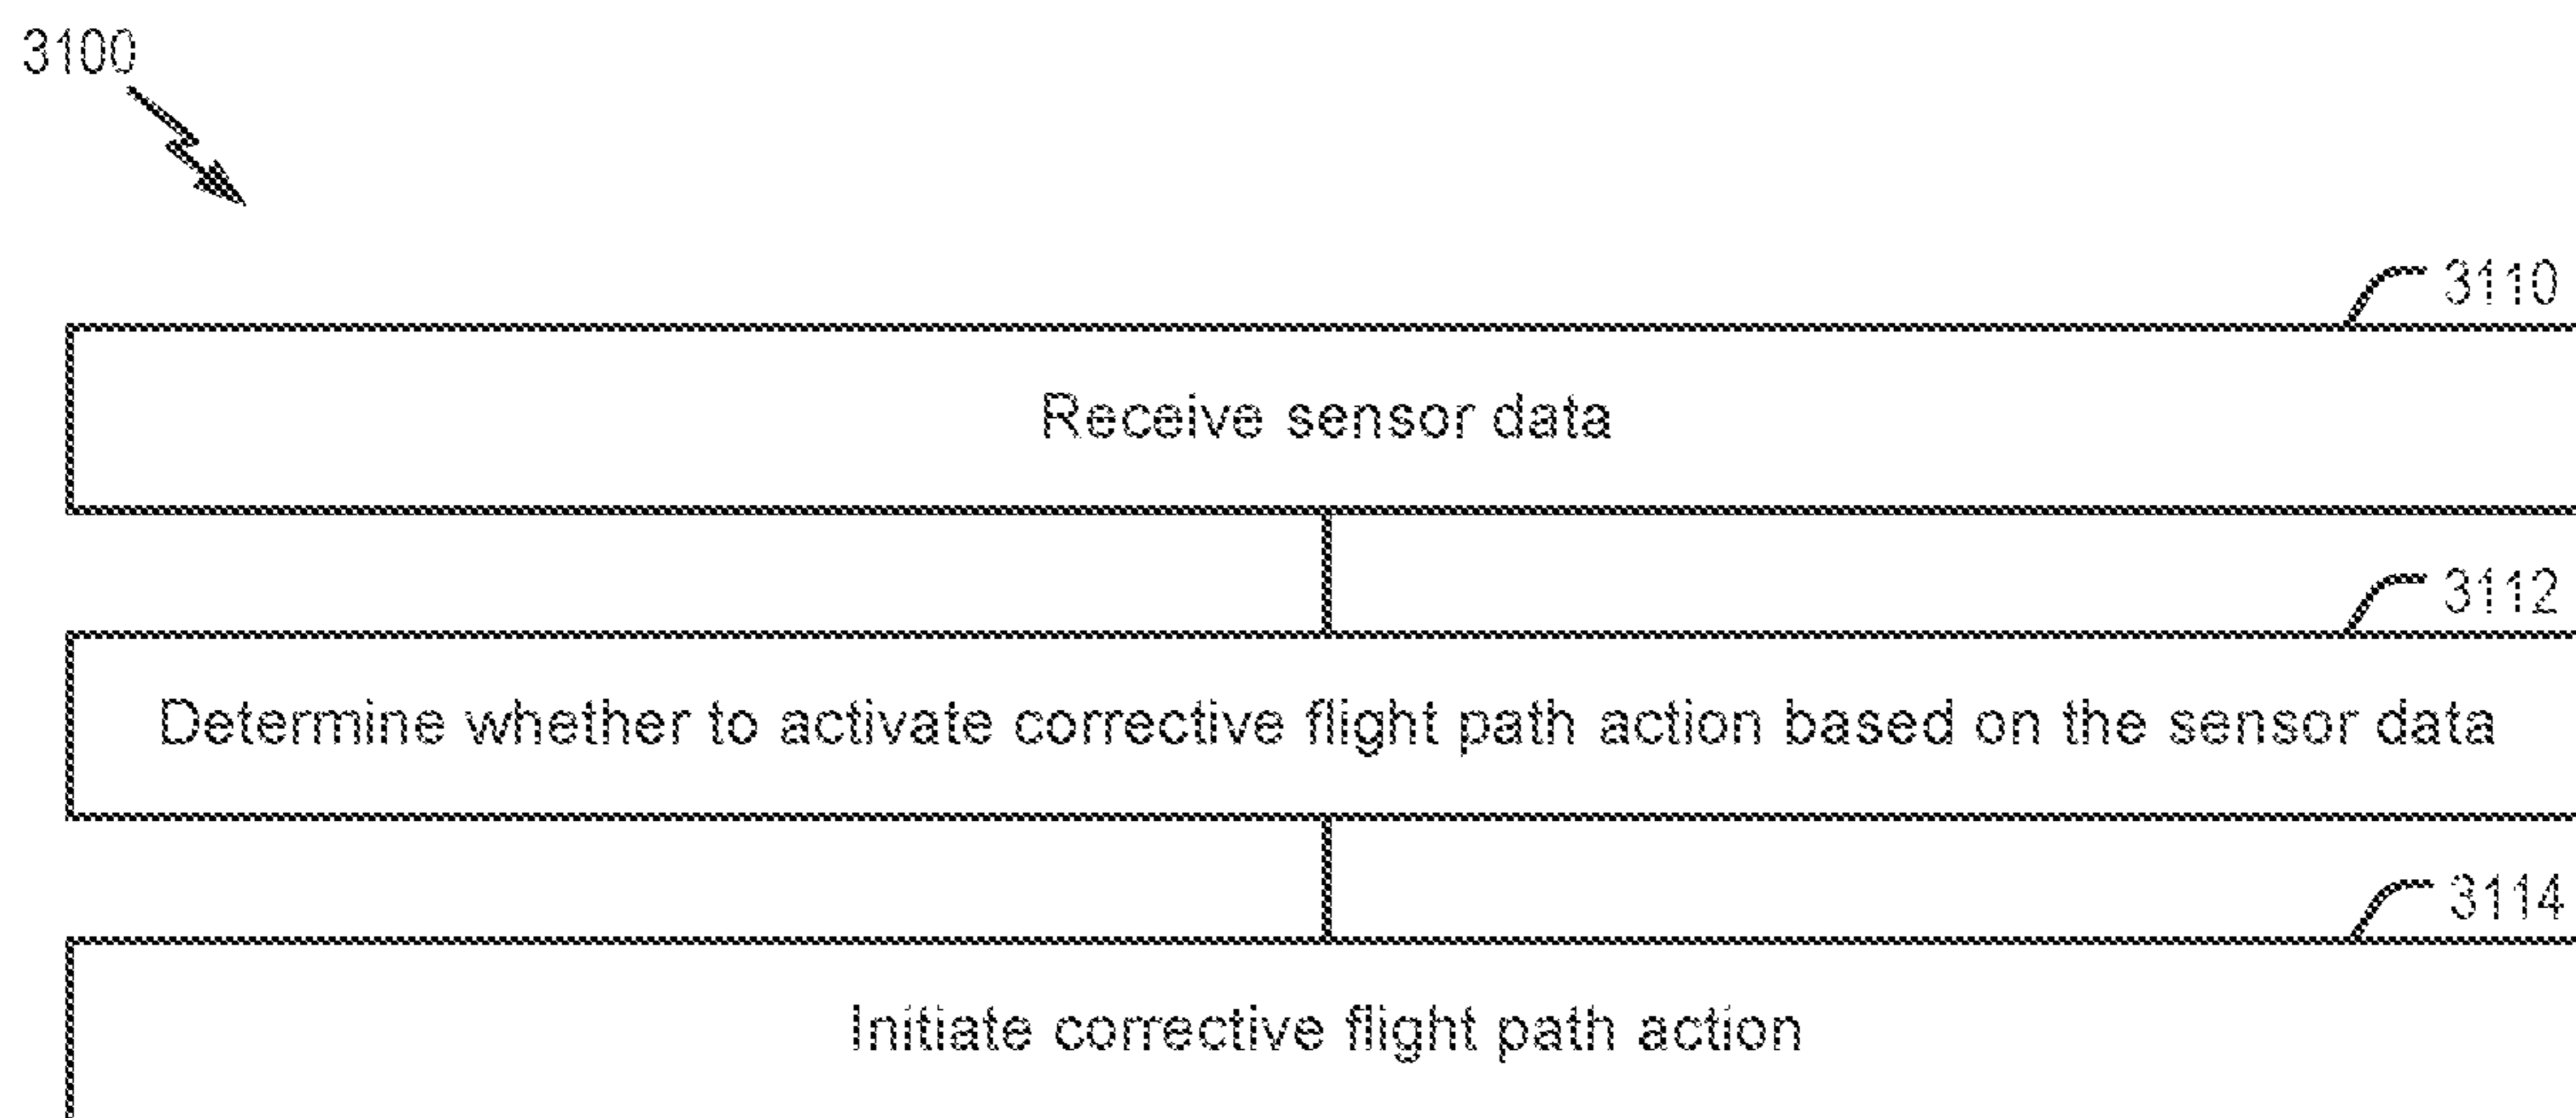 3100
3110
Receive sensor data
3112
Determine whether to activate corrective flight path action based on the sensor data
3114
Initiate corrective flight path action